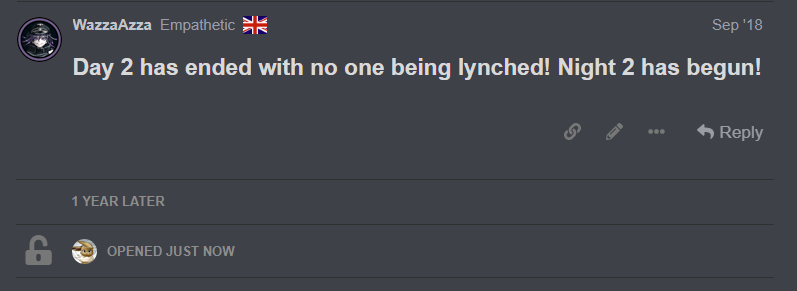 WazzaAzza Empathetic Sep '18
Day 2 has ended with no one being lynched! Night 2 has begun!
Reply
1 YEAR LATER
OPENED JUST NOW